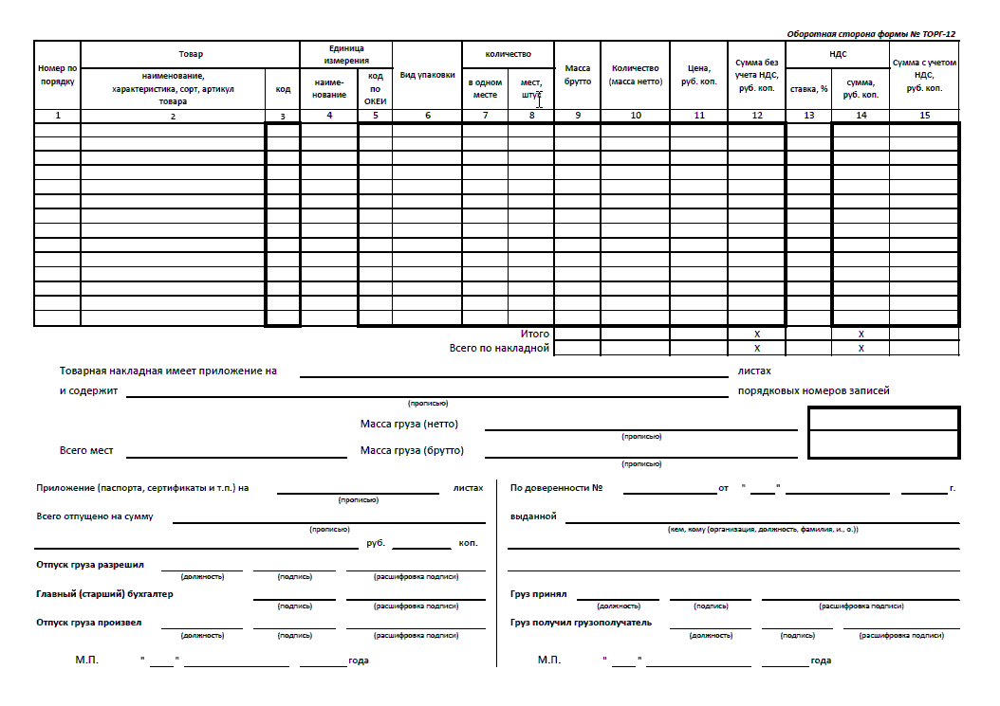 Оборотная сторона формы № ТОРГ-12
Номер по порядку
Товар
наименование, характеристика, сорт, артикул товара
код
Единица измерения
наиме-нование
код по ОКЕИ
Вид упаковки
количество
в одном месте
мест, штук
Масса брутто
Количество (масса нетто)
Цена, руб. коп.
Сумма без учета НДС, руб. коп.
НДС
ставка, %
сумма, руб. коп.
Сумма с учетом НДС, руб. коп.
1 2 3 4 5 6 7 8 9 10 11 12 13 14 15
Итого X X
Всего по накладной X X
Товарная накладная имеет приложение на листах
и содержит порядковых номеров записей
(прописью)
Масса груза (нетто)
(прописью)
Всего мест Масса груза (брутто)
(прописью)
Приложение (паспорта, сертификаты и т.п.) на листах
(прописью)
Всего отпущено на сумму
(прописью)
руб. коп.
Отпуск груза разрешил
(должность) (подпись) (расшифровка подписи)
Главный (старший) бухгалтер
(подпись) (расшифровка подписи)
Отпуск груза произвел
(должность) (подпись) (расшифровка подписи)
М.П. " " года
По доверенности № от " " г.
выданной
(кем, кому (организация, должность, фамилия, и., о.))
Груз принял
(должность) (подпись) (расшифровка подписи)
Груз получил грузополучатель
(должность) (подпись) (расшифровка подписи)
М.П. " " года